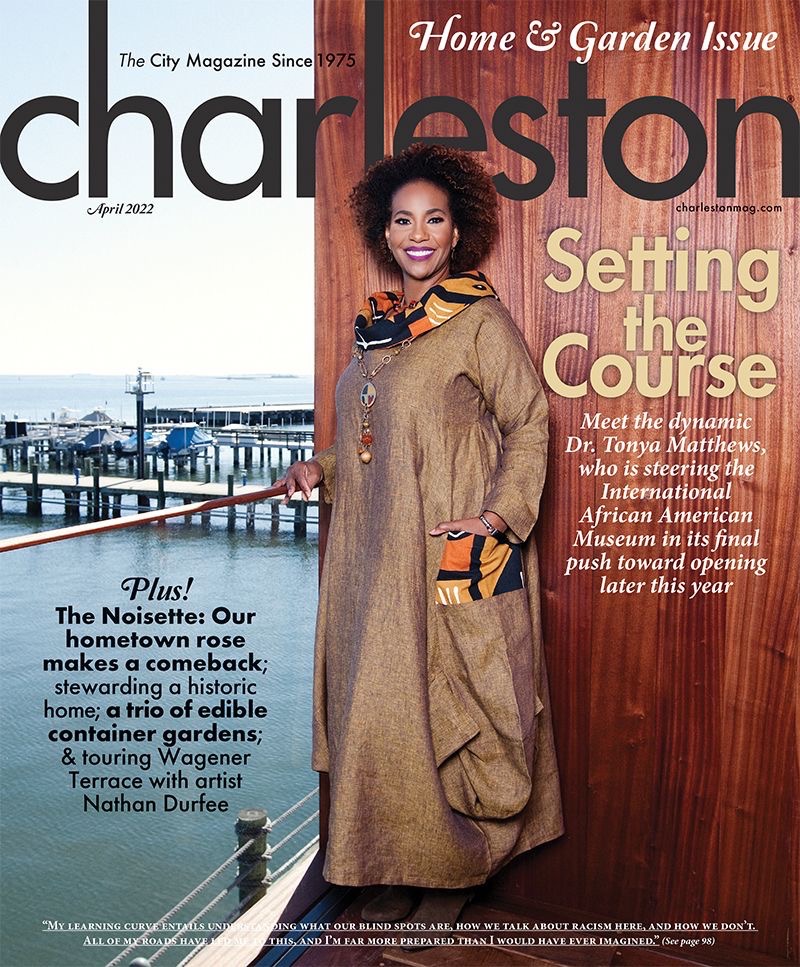 Home & Garden Issue
The City Magazine Since 1975
charleston®
April 2022
charlestonmag.com
Setting
the
Course
Meet the dynamic
Dr. Tonya Matthews,
who is steering the
International
African American
Museum in its final
push toward opening
later this year
Plus!
The Noisette: Our
hometown rose
makes a comeback;
stewarding a historic
home; a trio of edible
container gardens;
& touring Wagener
Terrace with artist
Nathan Durfee
“My learning curve entails understanding what our blind spots are, how we talk about racism here, and how we don’t.
All of my roads have led me to this, and I’m far more prepared than I would have ever imagined.” (See page 98)